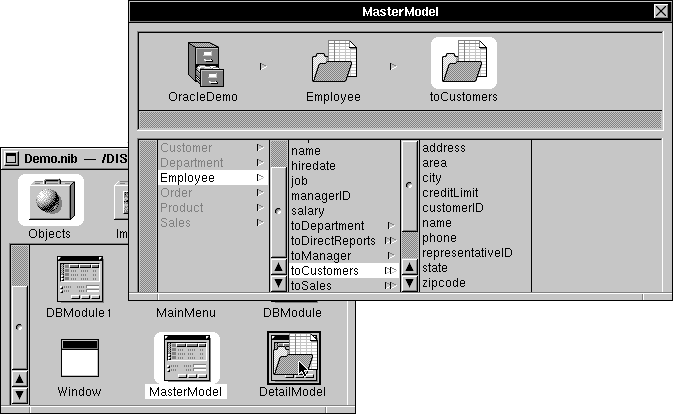 MasterModel
OracleDemo
Employee
toCustomers
Customer
Department
Employee
Order
Product
Sales
name
hiredate
job
managerID
salary
toDepartment
toDirectReports
toManager
toCustomers
toSales
address
area
city
creditLimit
customerID
name
phone
representativeID
state
zipcode
Demo.nib — /DIS
Objects
Im
DBModule1
MainMenu
DBModule
Window
MasterModel
DetailModel